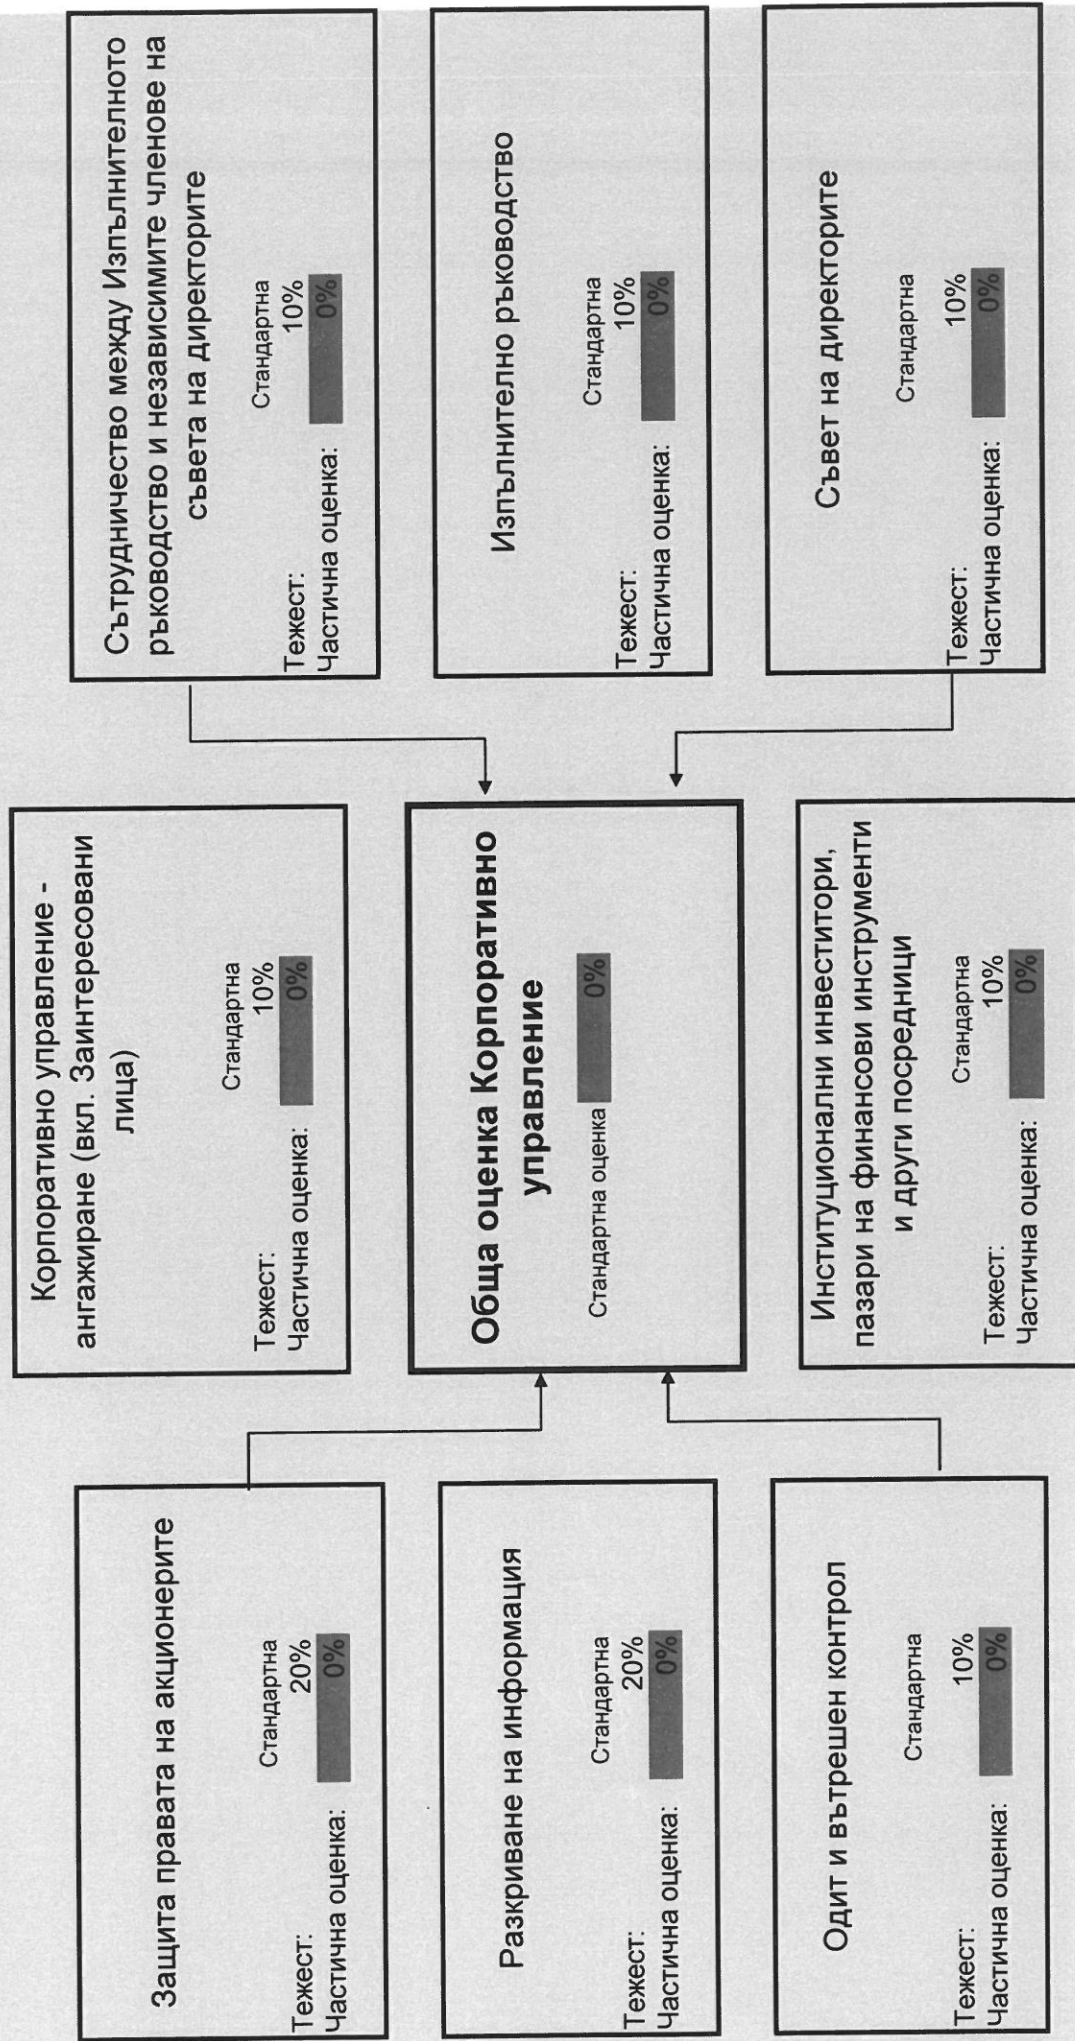 Защита правата на акционерите
Стандартна
Тежест: 20%
Частична оценка: 0%
Разкриване на информация
Стандартна
Тежест: 20%
Частична оценка: 0%
Одит и вътрешен контрол
Стандартна
Тежест: 10%
Частична оценка: 0%
Корпоративно управление -
ангажиране (вкл. Заинтересовани
лица)
Стандартна
Тежест: 10%
Частична оценка: 0%
Обща оценка Корпоративно
управление
Стандартна оценка 0%
Институционални инвеститори,
пазари на финансови инструменти
и други посредници
Стандартна
Тежест: 10%
Частична оценка: 0%
Сътрудничество между Изпълнителното
ръководство и независимите членове на
съвета на директорите
Стандартна
Тежест: 10%
Частична оценка: 0%
Изпълнително ръководство
Стандартна
Тежест: 10%
Частична оценка: 0%
Съвет на директорите
Стандартна
Тежест: 10%
Частична оценка: 0%